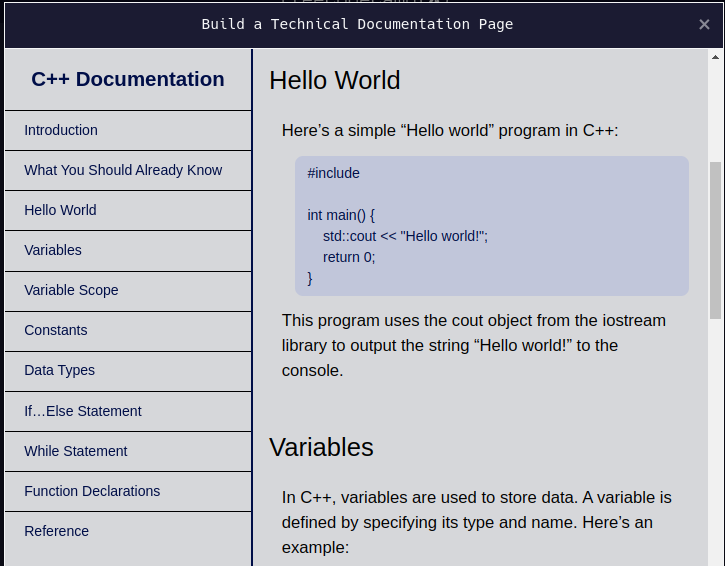 Build a Technical Documentation Page
×
C++ Documentation
Introduction
What You Should Already Know
Hello World
Variables
Variable Scope
Constants
Data Types
If…Else Statement
While Statement
Function Declarations
Reference
Hello World
Here’s a simple “Hello world” program in C++:
#include
int main() {
std::cout << "Hello world!";
return 0;
}
This program uses the cout object from the iostream
library to output the string “Hello world!” to the
console.
Variables
In C++, variables are used to store data. A variable is
defined by specifying its type and name. Here’s an
example: